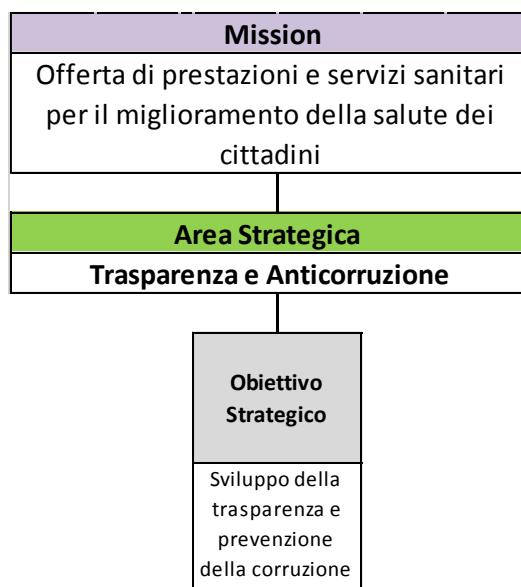 Mission
Offerta di prestazioni e servizi sanitari
per il miglioramento della salute dei
cittadini
Area Strategica
Trasparenza e Anticorruzione
Obiettivo
Strategico
Sviluppo della
trasparenza e
prevenzione
della corruzione